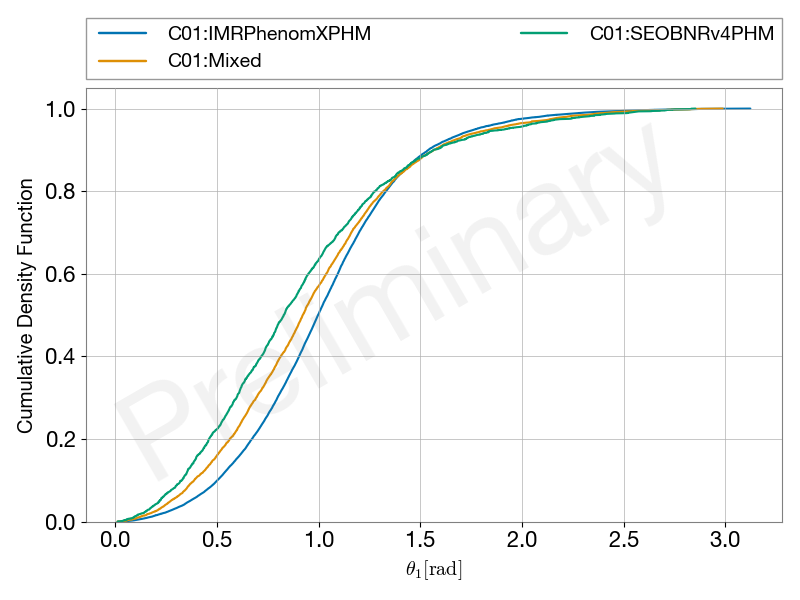 C01:IMRPhenomXPHM
C01:Mixed
C01:SEOBNRv4PHM
Cumulative Density Function
1.0
0.8
0.6
0.4
0.2
0.0
0.0 0.5 1.0 1.5 2.0 2.5 3.0
θ₁[rad]
Preliminary